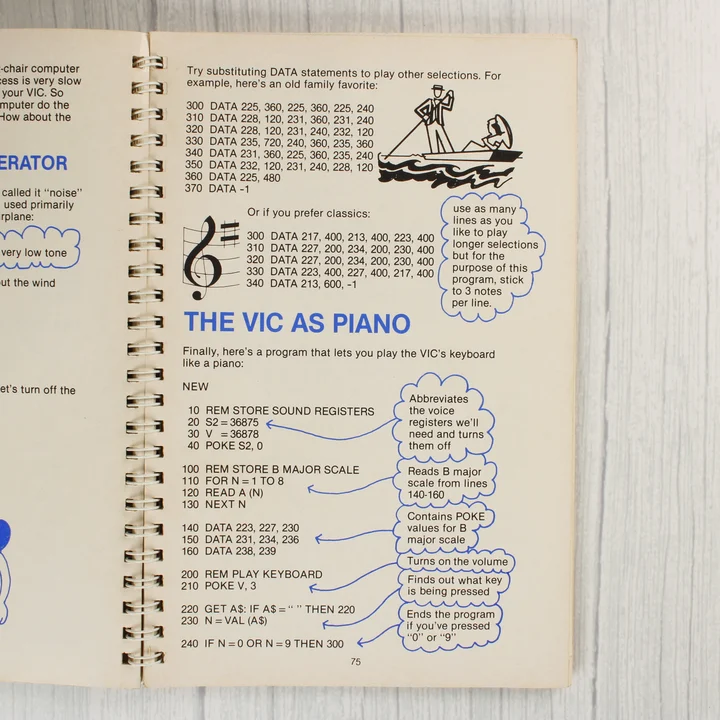 -chair computer
cess is very slow
your VIC. So
mputer do the
How about the
ERATOR
called it "noise"
used primarily
rplane:
very low tone
out the wind
et's turn off the
Try substituting DATA statements to play other selections. For
example, here's an old family favorite:
300 DATA 225, 360, 225, 360, 225, 240
310 DATA 228, 120, 231, 360, 231, 240
320 DATA 228, 120, 231, 240, 232, 120
330 DATA 235, 720, 240, 360, 235, 360
340 DATA 231, 360, 225, 360, 235, 240
350 DATA 232, 120, 231, 240, 228, 120
360 DATA 225, 480
370 DATA -1
Or if you prefer classics:
300 DATA 217, 400, 213, 400, 223, 400
310 DATA 227, 200, 234, 200, 230, 400
320 DATA 227, 200, 234, 200, 230, 400
330 DATA 223, 400, 227, 400, 217, 400
340 DATA 213, 600, -1
use as many
lines as you
like to play
longer selections
but for the
purpose of this
program, stick
to 3 notes
per line.
THE VIC AS PIANO
Finally, here's a program that lets you play the VIC's keyboard
like a piano:
NEW
10 REM STORE SOUND REGISTERS
20 S2 = 36875
30 V = 36878
40 POKE S2, 0
Abbreviates
the voice
registers we'll
need and turns
them off
100 REM STORE B MAJOR SCALE
110 FOR N = 1 TO 8
120 READ A (N)
130 NEXT N
Reads B major
scale from lines
140-160
140 DATA 223, 227, 230
150 DATA 231, 234, 236
160 DATA 238, 239
Contains POKE
values for B
major scale
200 REM PLAY KEYBOARD
210 POKE V, 3
Turns on the volume
220 GET A$: IF A$ = " " THEN 220
230 N = VAL (A$)
Finds out what key
is being pressed
240 IF N = 0 OR N = 9 THEN 300
Ends the program
if you've pressed
"0" or "9"
75